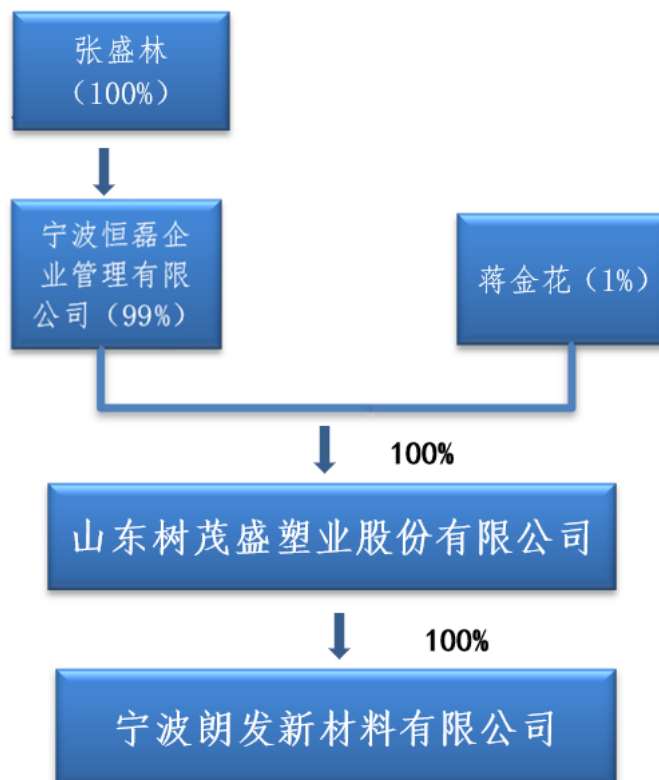 张盛林
（100%）
宁波恒磊企
业管理有限
公司（99%）
蒋金花（1%）
100%
山东树茂盛塑业股份有限公司
100%
宁波朗发新材料有限公司